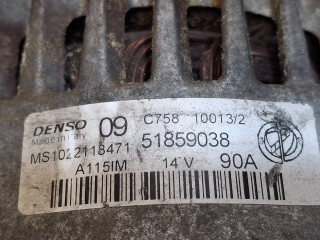 DENSO 09 C758 10013/2
Made in Italy 51859038
MS1022118471
A115IM 14 V 90A